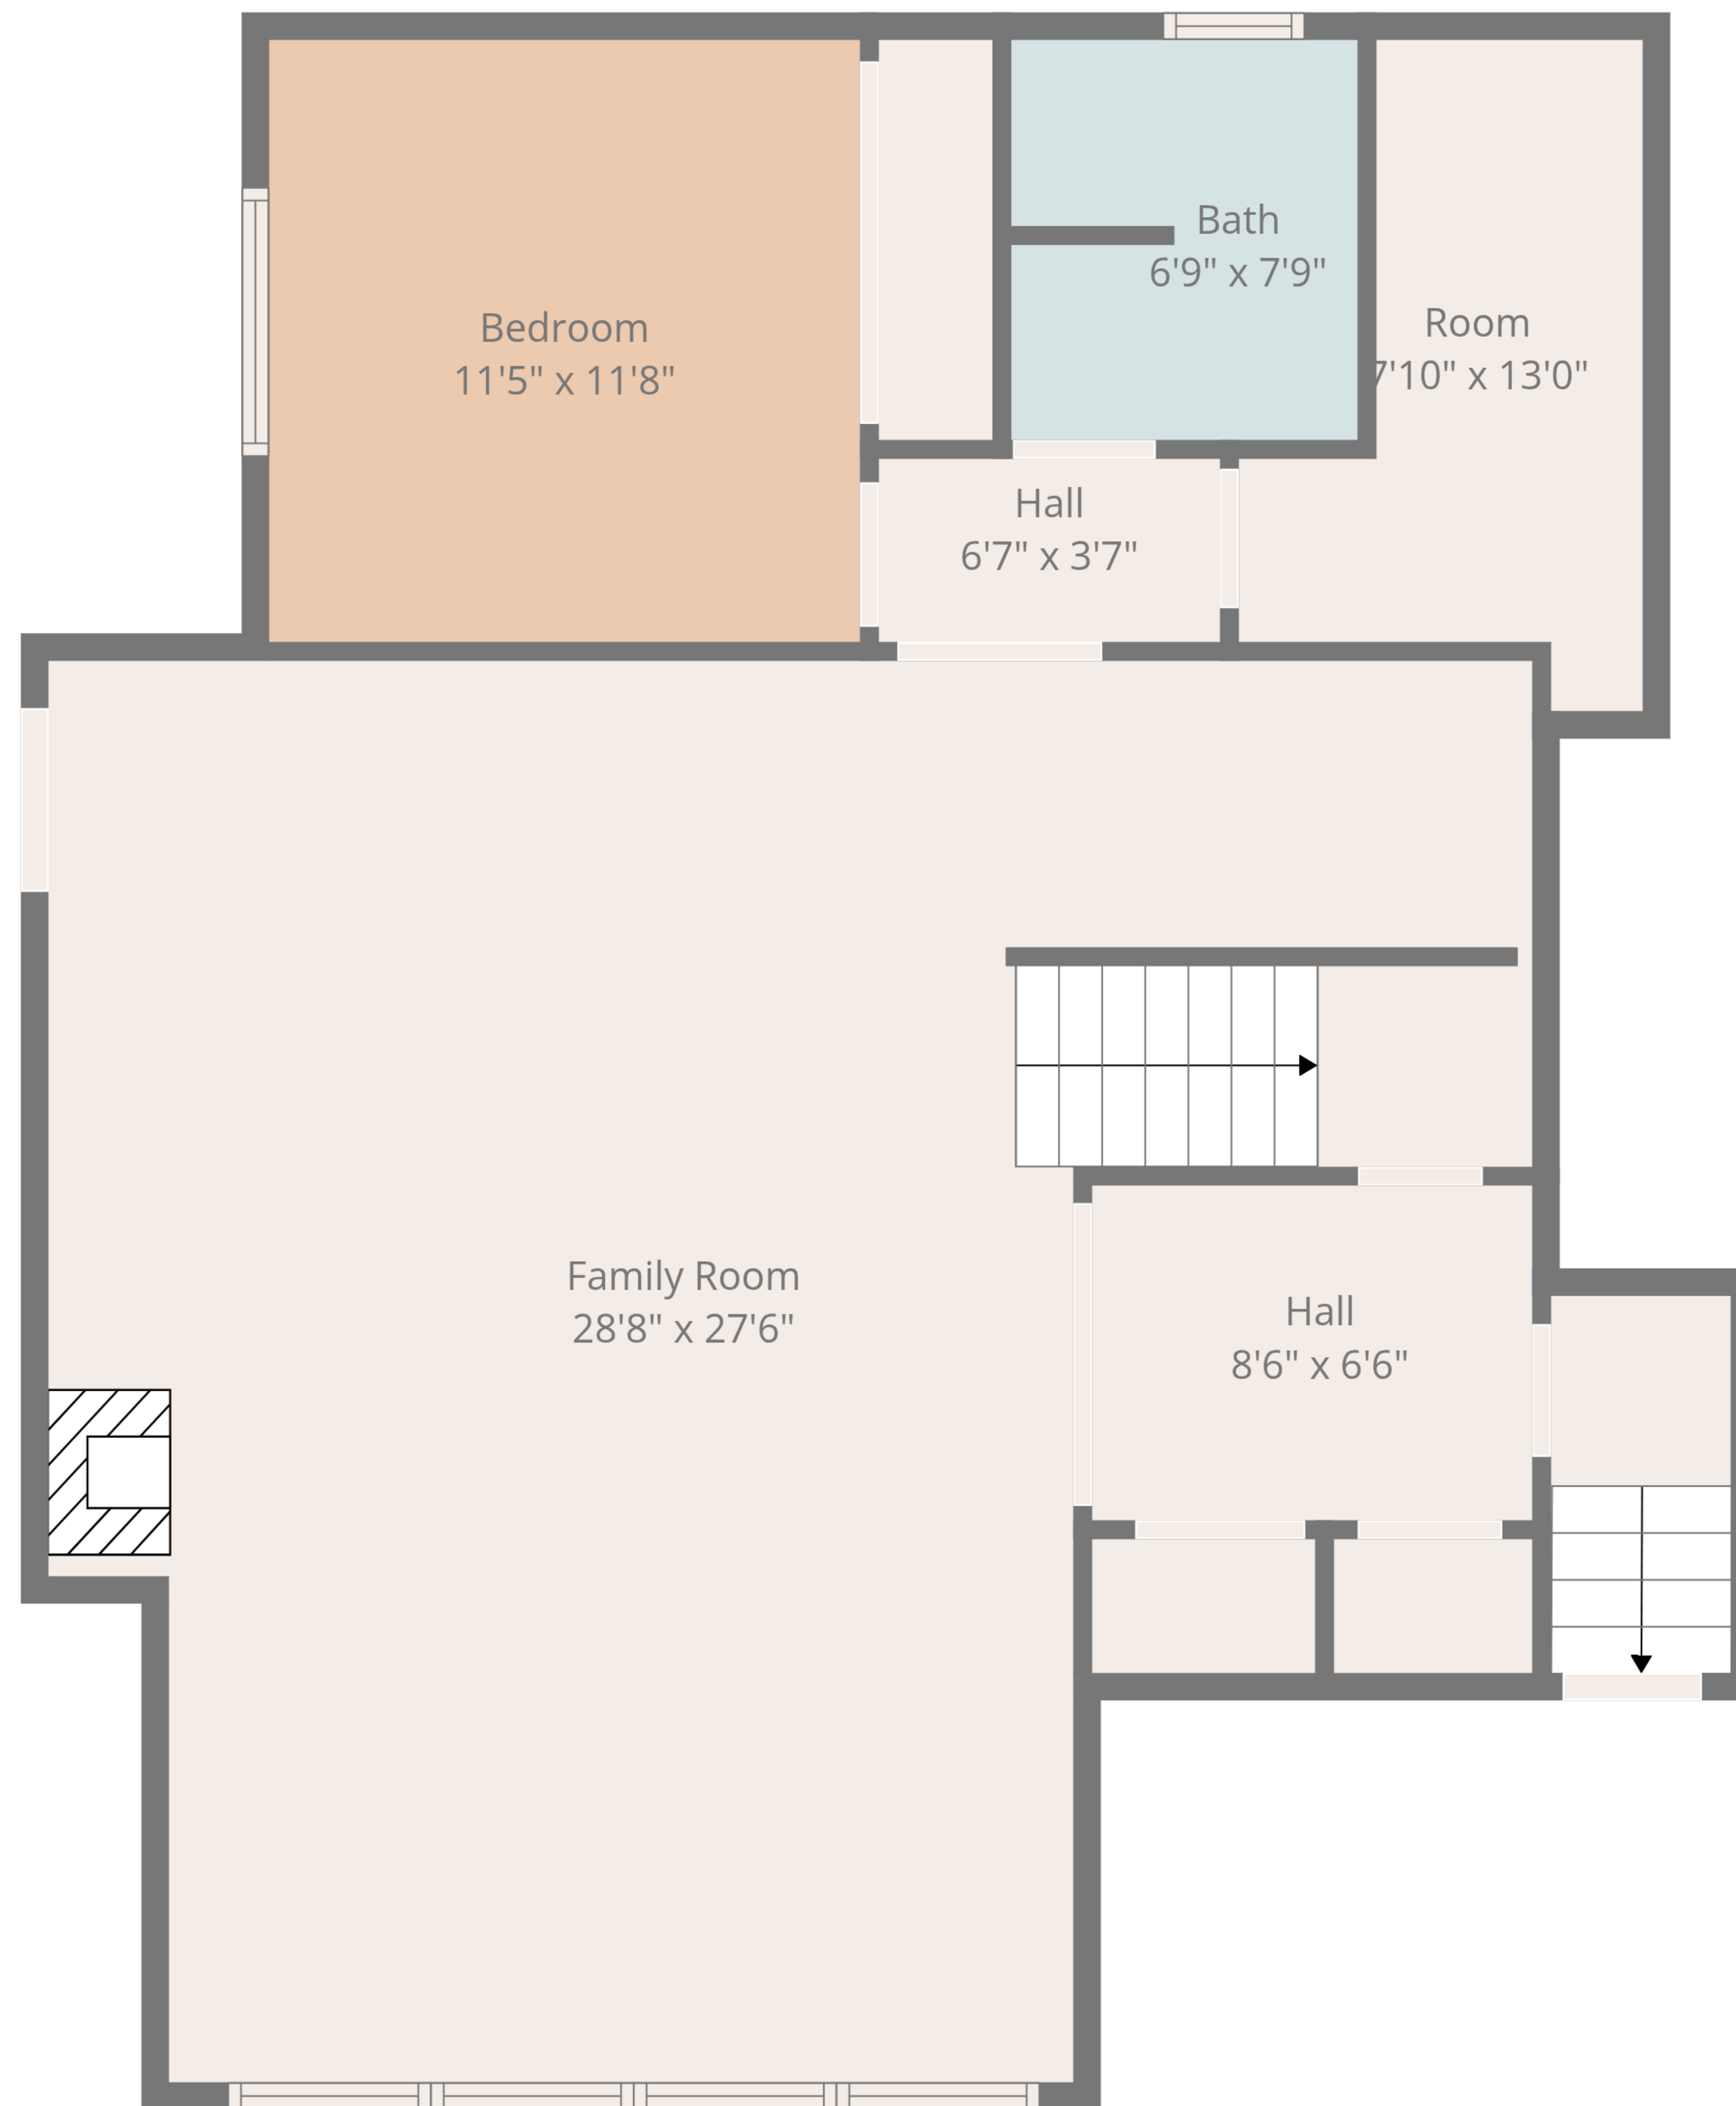 Bath
6'9" x 7'9"
Bedroom
11'5" x 11'8"
Room
7'10" x 13'0"
Hall
6'7" x 3'7"
Family Room
28'8" x 27'6"
Hall
8'6" x 6'6"